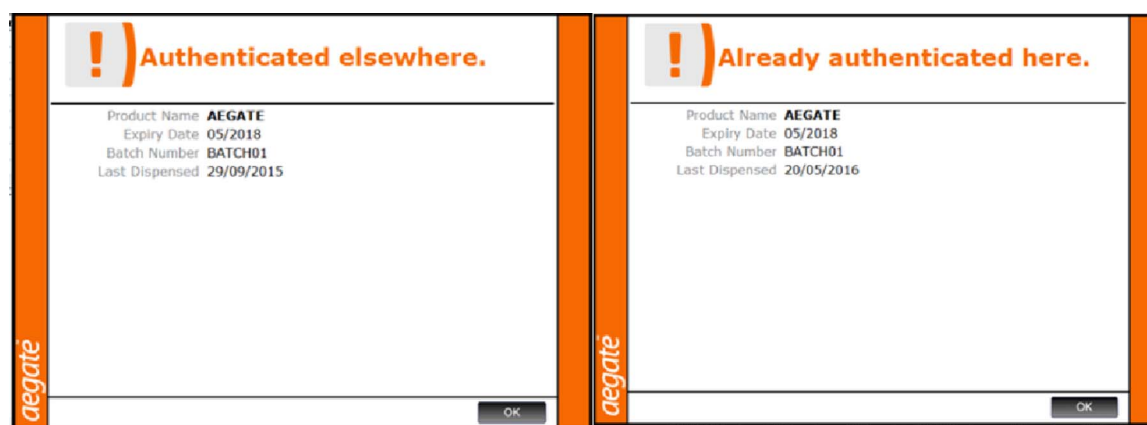 ! Authenticated elsewhere.
Product Name AEGATE
Expiry Date 05/2018
Batch Number BATCH01
Last Dispensed 29/09/2015
aegate
OK
! Already authenticated here.
Product Name AEGATE
Expiry Date 05/2018
Batch Number BATCH01
Last Dispensed 20/05/2016
aegate
OK